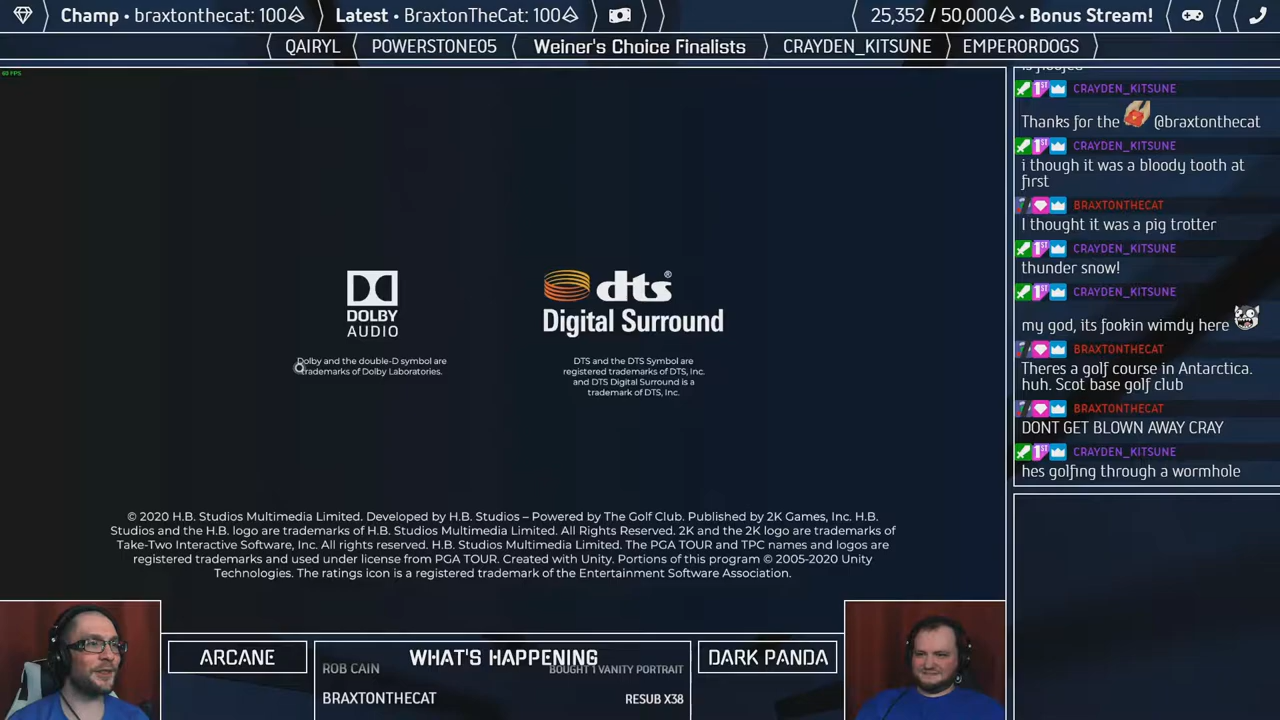 Champ • braxtonthecat: 100
Latest • BraxtonTheCat: 100
25,352 / 50,000 • Bonus Stream!
QAIRYL
POWERSTONE05
Weiner's Choice Finalists
CRAYDEN_KITSUNE
EMPERORDOGS
60 FPS
CRAYDEN_KITSUNE
Thanks for the @braxtonthecat
CRAYDEN_KITSUNE
i though it was a bloody tooth at
first
BRAXTONTHECAT
I thought it was a pig trotter
CRAYDEN_KITSUNE
thunder snow!
CRAYDEN_KITSUNE
my god, its fookin wimdy here
BRAXTONTHECAT
Theres a golf course in Antarctica.
huh. Scot base golf club
BRAXTONTHECAT
DONT GET BLOWN AWAY CRAY
CRAYDEN_KITSUNE
hes golfing through a wormhole
DOLBY
AUDIO
Dolby and the double-D symbol are
trademarks of Dolby Laboratories.
dts®
Digital Surround
DTS and the DTS Symbol are
registered trademarks of DTS, Inc.
and DTS Digital Surround is a
trademark of DTS, Inc.
© 2020 H.B. Studios Multimedia Limited. Developed by H.B. Studios – Powered by The Golf Club. Published by 2K Games, Inc. H.B.
Studios and the H.B. logo are trademarks of H.B. Studios Multimedia Limited. All Rights Reserved. 2K and the 2K logo are trademarks of
Take-Two Interactive Software, Inc. All rights reserved. H.B. Studios Multimedia Limited. The PGA TOUR and TPC names and logos are
registered trademarks and used under license from PGA TOUR. Created with Unity. Portions of this program © 2005-2020 Unity
Technologies. The ratings icon is a registered trademark of the Entertainment Software Association.
ARCANE
WHAT'S HAPPENING
ROB CAIN BOUGHT 1 VANITY PORTRAIT
BRAXTONTHECAT RESUB X38
DARK PANDA